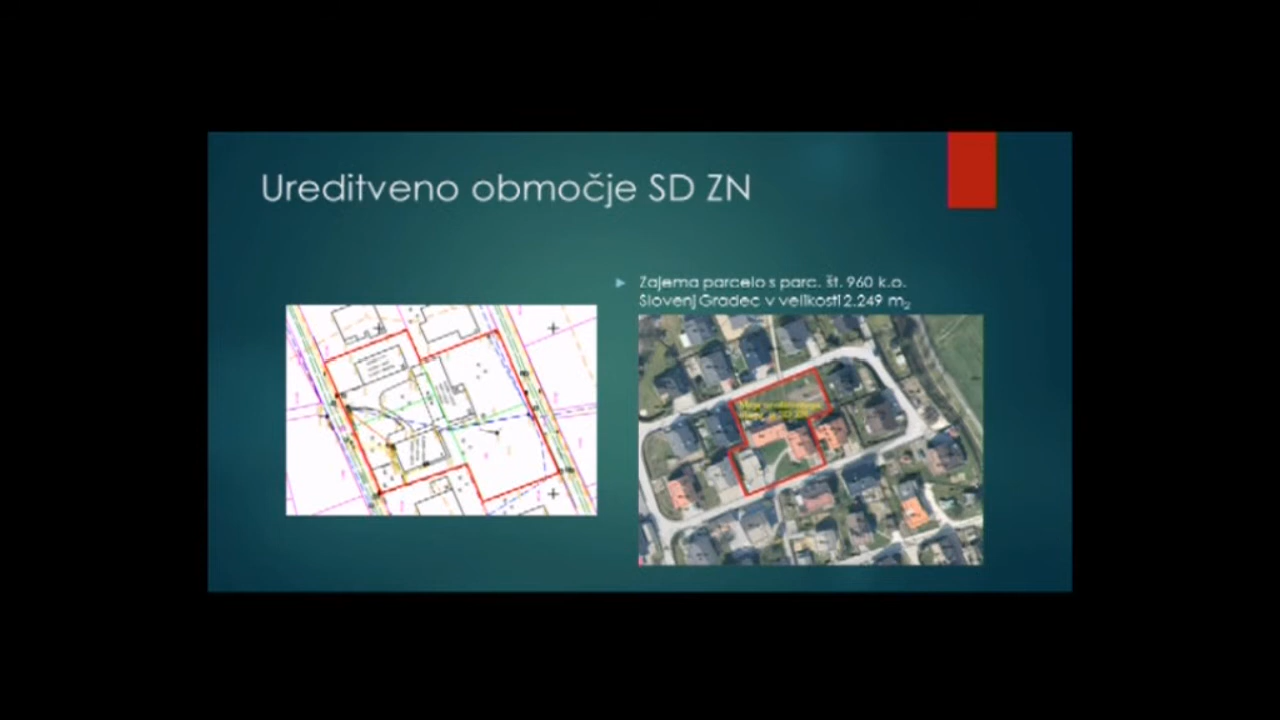 Ureditveno območje SD ZN
Zajema parcelo s parc. št. 960 k.o.
Slovenj Gradec v velikosti 2.249 m2